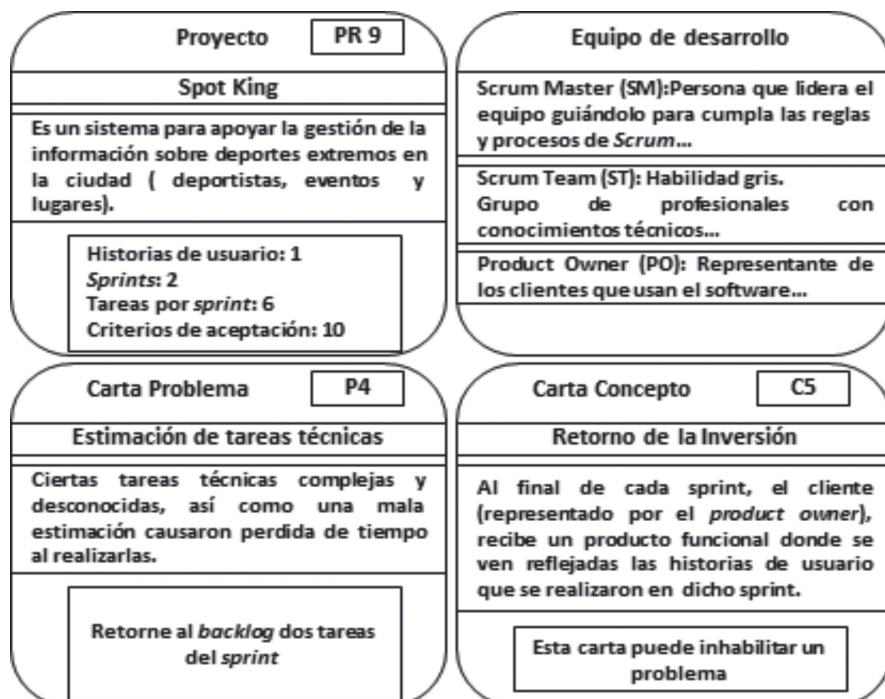 Proyecto PR 9
Spot King
Es un sistema para apoyar la gestión de la
información sobre deportes extremos en
la ciudad ( deportistas, eventos y
lugares).
Historias de usuario: 1
Sprints: 2
Tareas por sprint: 6
Criterios de aceptación: 10
Equipo de desarrollo
Scrum Master (SM):Persona que lidera el
equipo guiándolo para cumpla las reglas
y procesos de Scrum...
Scrum Team (ST): Habilidad gris.
Grupo de profesionales con
conocimientos técnicos...
Product Owner (PO): Representante de
los clientes que usan el software...
Carta Problema P4
Estimación de tareas técnicas
Ciertas tareas técnicas complejas y
desconocidas, así como una mala
estimación causaron perdida de tiempo
al realizarlas.
Retorne al backlog dos tareas
del sprint
Carta Concepto C5
Retorno de la Inversión
Al final de cada sprint, el cliente
(representado por el product owner),
recibe un producto funcional donde se
ven reflejadas las historias de usuario
que se realizaron en dicho sprint.
Esta carta puede inhabilitar un
problema